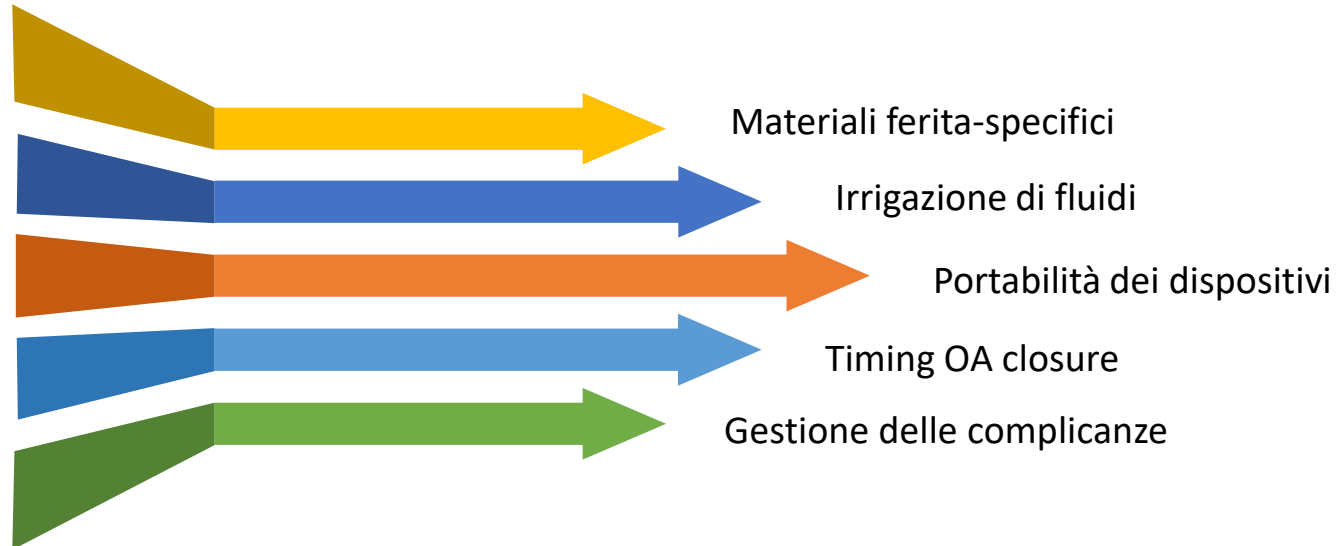 Materiali ferita-specifici
Irrigazione di fluidi
Portabilità dei dispositivi
Timing OA closure
Gestione delle complicanze